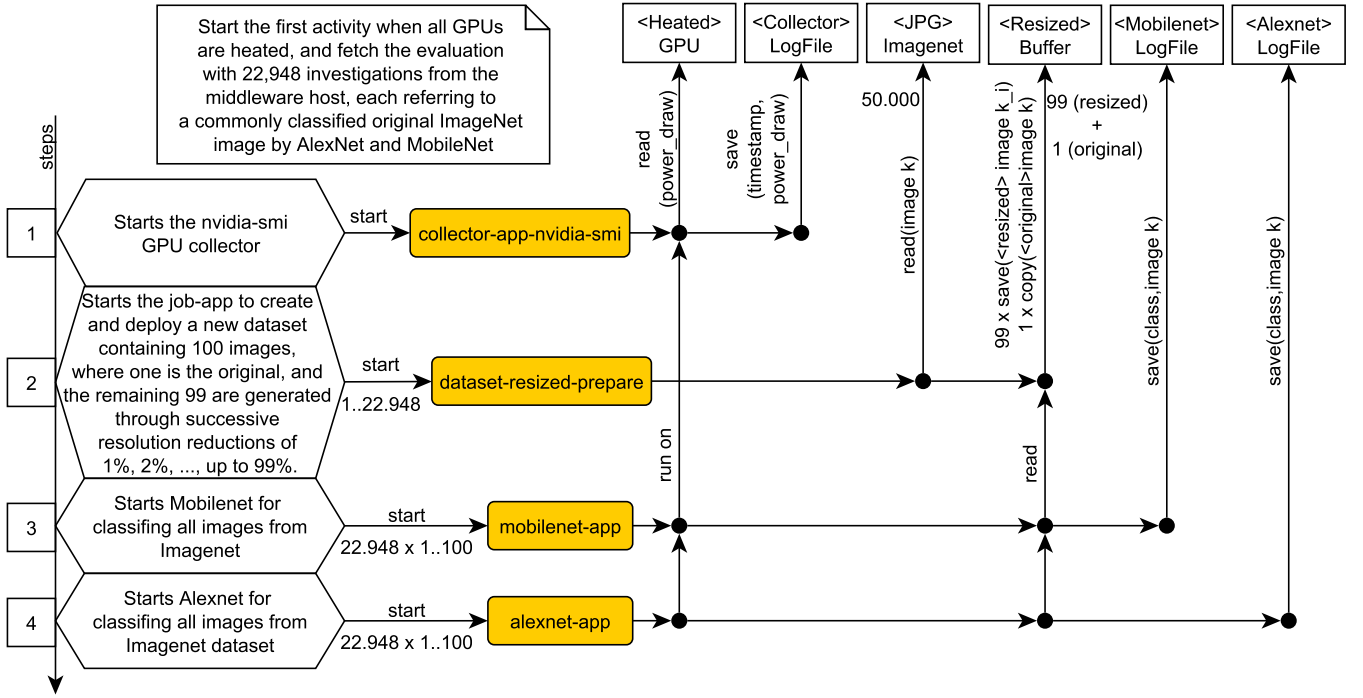 Start the first activity when all GPUs
are heated, and fetch the evaluation
with 22,948 investigations from the
middleware host, each referring to
a commonly classified original ImageNet
image by AlexNet and MobileNet
<Heated>
GPU
<Collector>
LogFile
<JPG>
Imagenet
<Resized>
Buffer
<Mobilenet>
LogFile
<Alexnet>
LogFile
steps
read
(power_draw)
save
(timestamp,
power_draw)
50.000
read(image k)
99 x save(<resized> image k_i)
1 x copy(<original>image k)
99 (resized)
+
1 (original)
save(class,image k)
save(class,image k)
1
Starts the nvidia-smi
GPU collector
start
collector-app-nvidia-smi
2
Starts the job-app to create
and deploy a new dataset
containing 100 images,
where one is the original, and
the remaining 99 are generated
through successive
resolution reductions of
1%, 2%, ..., up to 99%.
start
1..22.948
dataset-resized-prepare
run on
read
3
Starts Mobilenet for
classifing all images from
Imagenet
start
22.948 x 1..100
mobilenet-app
4
Starts Alexnet for
classifing all images from
Imagenet dataset
start
22.948 x 1..100
alexnet-app